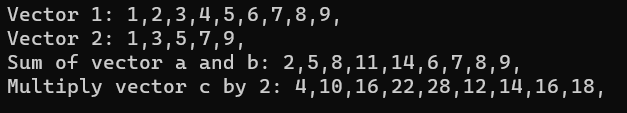 Vector 1: 1,2,3,4,5,6,7,8,9,
Vector 2: 1,3,5,7,9,
Sum of vector a and b: 2,5,8,11,14,6,7,8,9,
Multiply vector c by 2: 4,10,16,22,28,12,14,16,18,